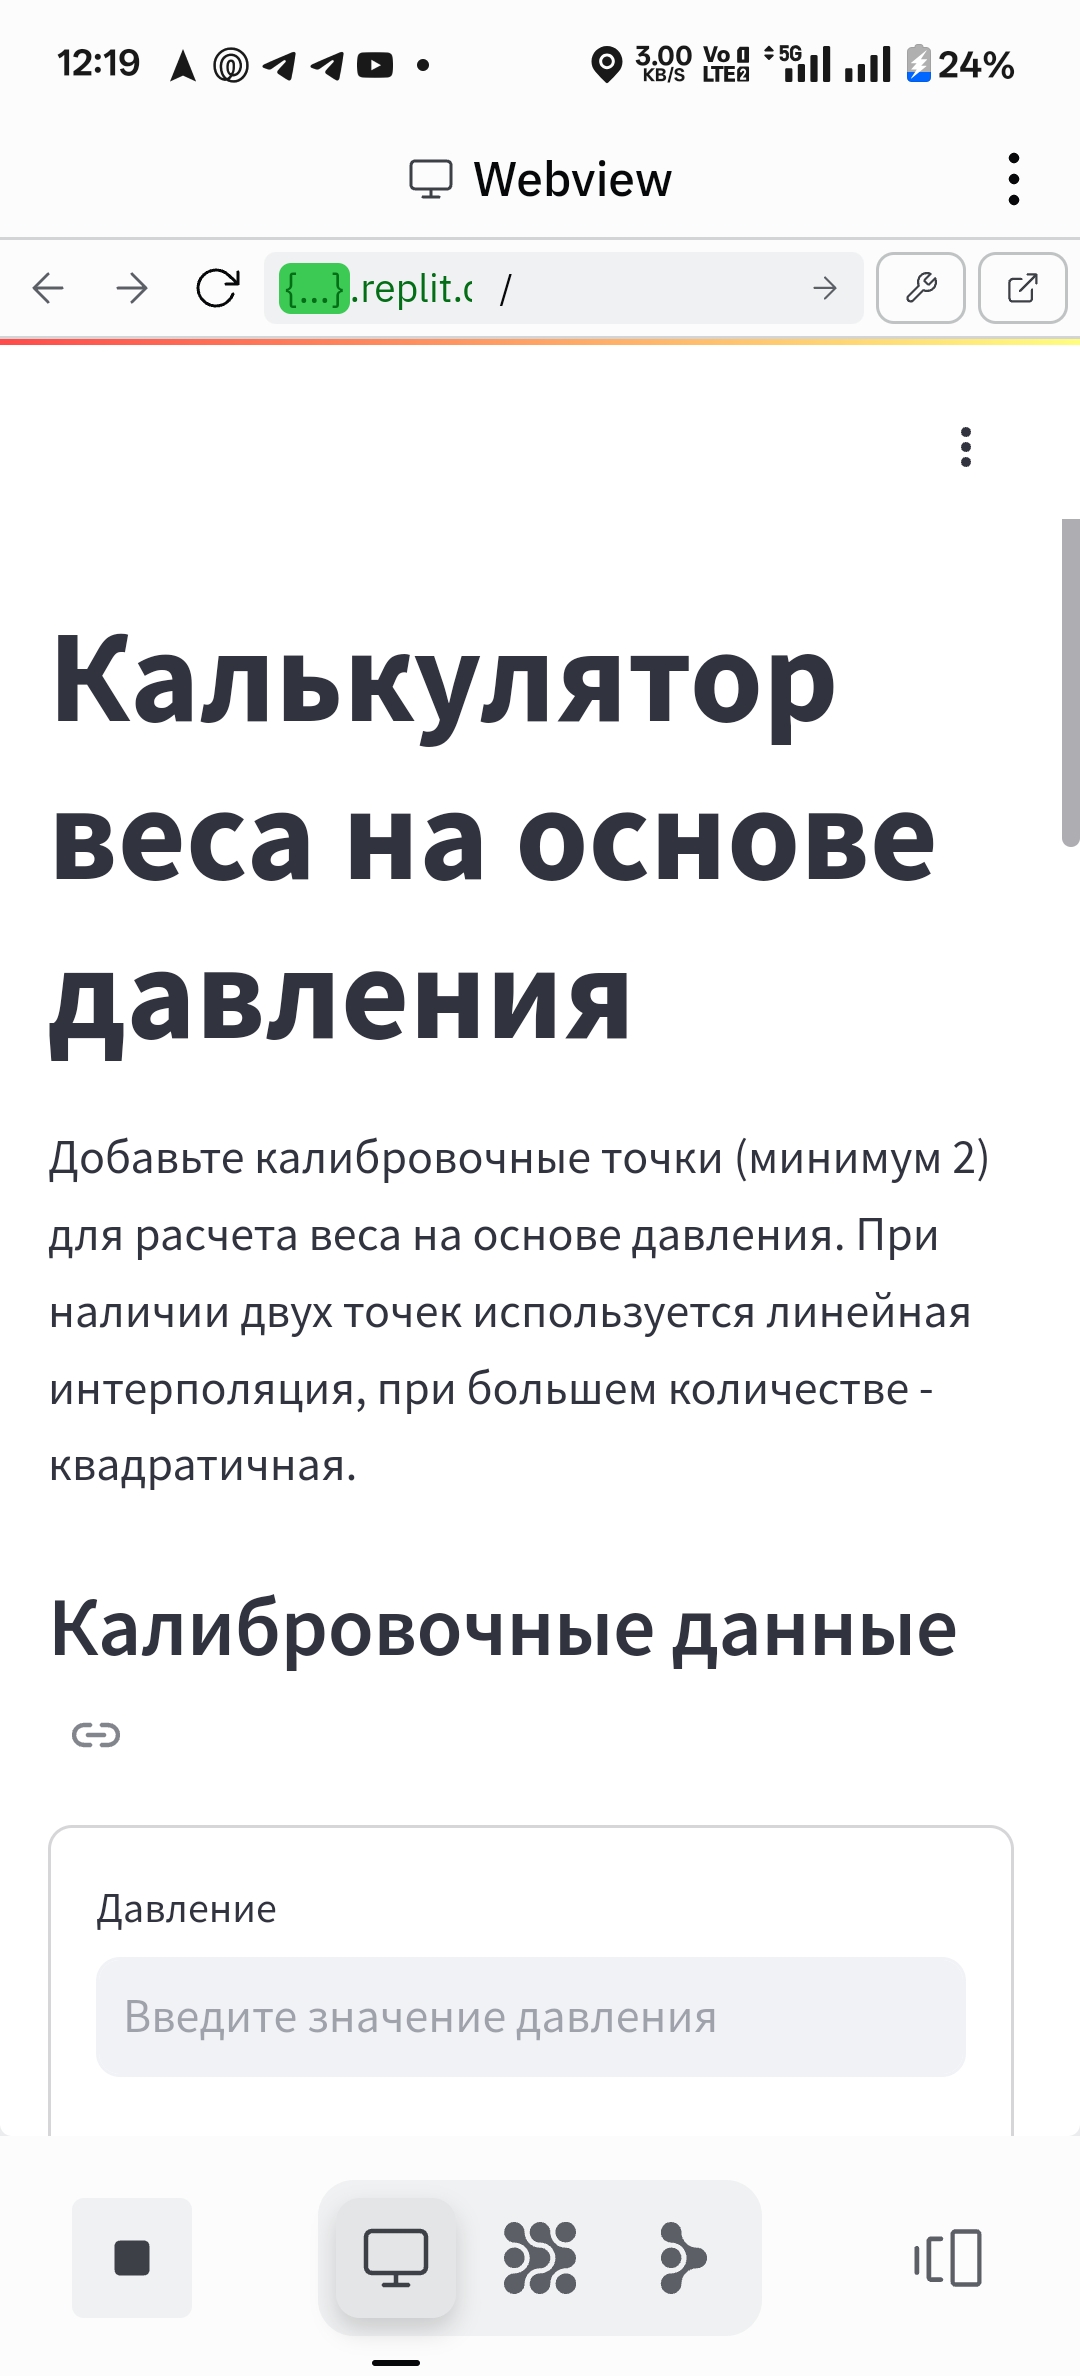 12:19
3.00 KB/S
Vo 1 LTE 2
5G
24%
Webview
{...}.replit.c /
Калькулятор
веса на основе
давления
Добавьте калибровочные точки (минимум 2)
для расчета веса на основе давления. При
наличии двух точек используется линейная
интерполяция, при большем количестве -
квадратичная.
Калибровочные данные
Давление
Введите значение давления